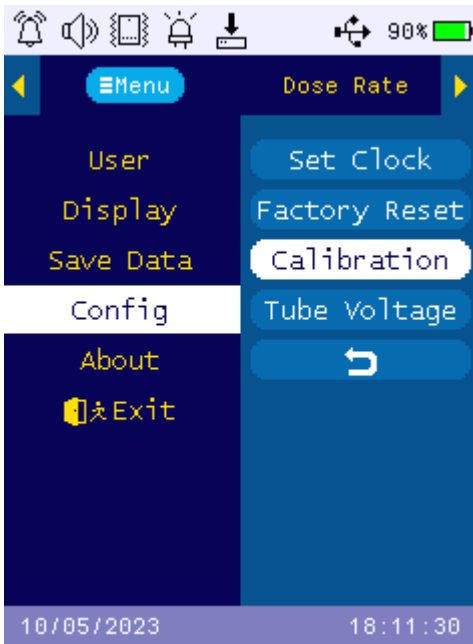 90%
Menu Dose Rate
User Set Clock
Display Factory Reset
Save Data Calibration
Config Tube Voltage
About
Exit
10/05/2023 18:11:30